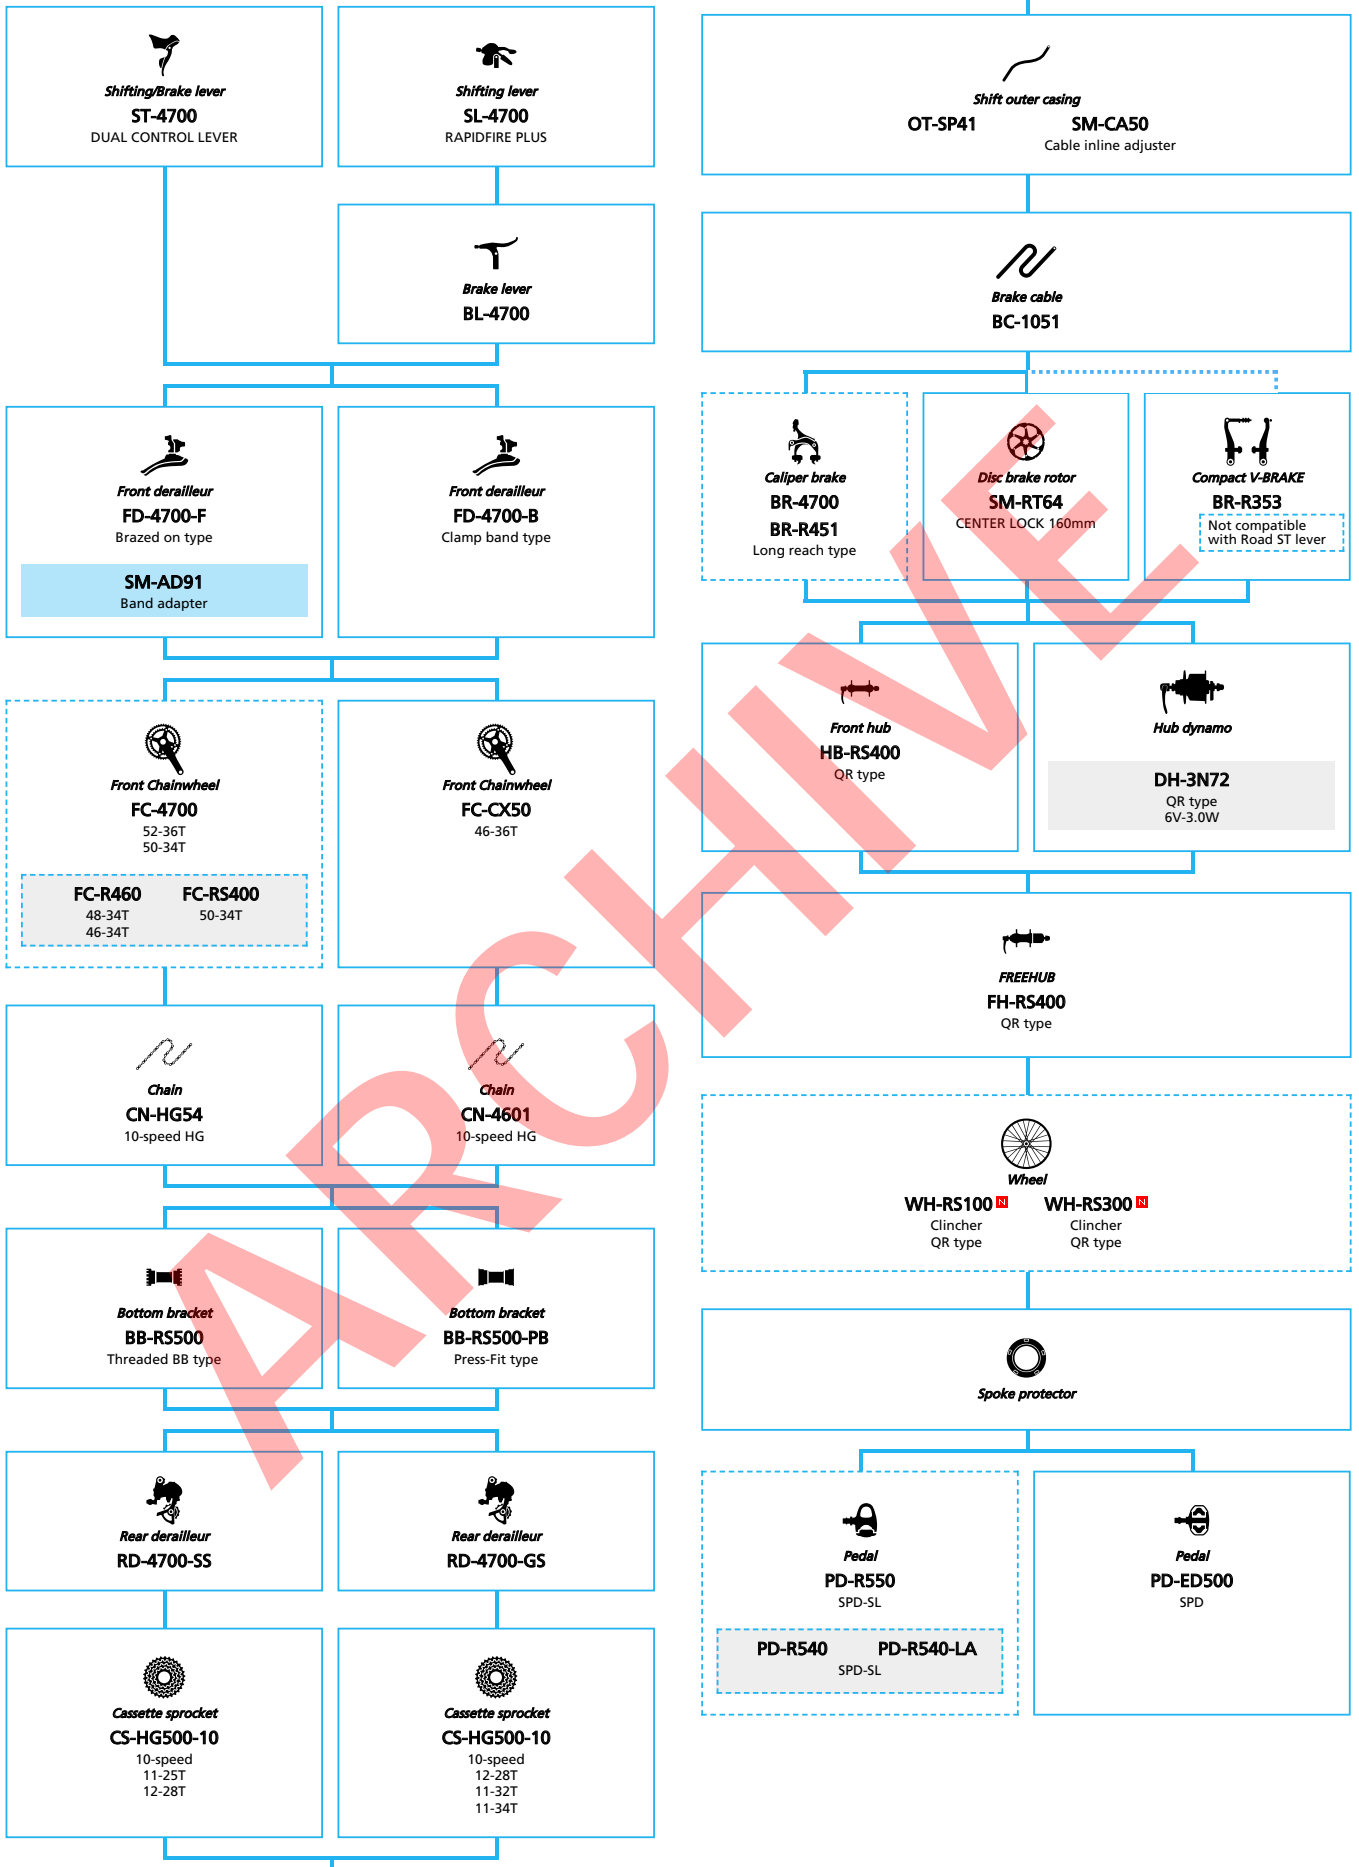 Shifting/Brake lever
ST-4700
DUAL CONTROL LEVER
Shifting lever
SL-4700
RAPIDFIRE PLUS
Brake lever
BL-4700
Front derailleur
FD-4700-F
Brazed on type
SM-AD91
Band adapter
Front derailleur
FD-4700-B
Clamp band type
Front Chainwheel
FC-4700
52-36T
50-34T
FC-R460
48-34T
46-34T
FC-RS400
50-34T
Front Chainwheel
FC-CX50
46-36T
Chain
CN-HG54
10-speed HG
Chain
CN-4601
10-speed HG
Bottom bracket
BB-RS500
Threaded BB type
Bottom bracket
BB-RS500-PB
Press-Fit type
Rear derailleur
RD-4700-SS
Rear derailleur
RD-4700-GS
Cassette sprocket
CS-HG500-10
10-speed
11-25T
12-28T
Cassette sprocket
CS-HG500-10
10-speed
12-28T
11-32T
11-34T
Shift outer casing
OT-SP41
SM-CA50
Cable inline adjuster
Brake cable
BC-1051
Caliper brake
BR-4700
BR-R451
Long reach type
Disc brake rotor
SM-RT64
CENTER LOCK 160mm
Compact V-BRAKE
BR-R353
Not compatible
with Road ST lever
Front hub
HB-RS400
QR type
Hub dynamo
DH-3N72
QR type
6V-3.0W
FREEHUB
FH-RS400
QR type
Wheel
WH-RS100 N
Clincher
QR type
WH-RS300 N
Clincher
QR type
Spoke protector
Pedal
PD-R550
SPD-SL
PD-R540 PD-R540-LA
SPD-SL
Pedal
PD-ED500
SPD
ARCHIVE